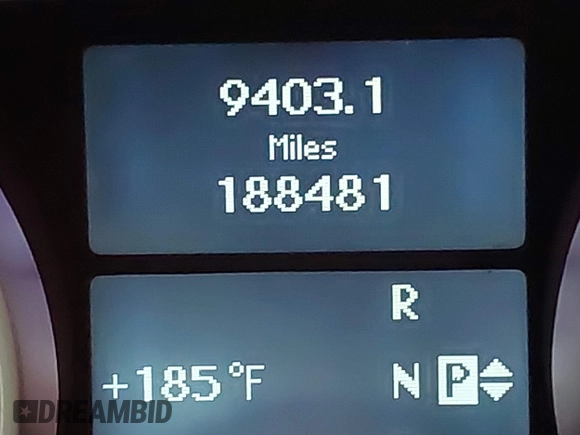 9403.1
Miles
188481
R
+185°F N P
DREAMBID